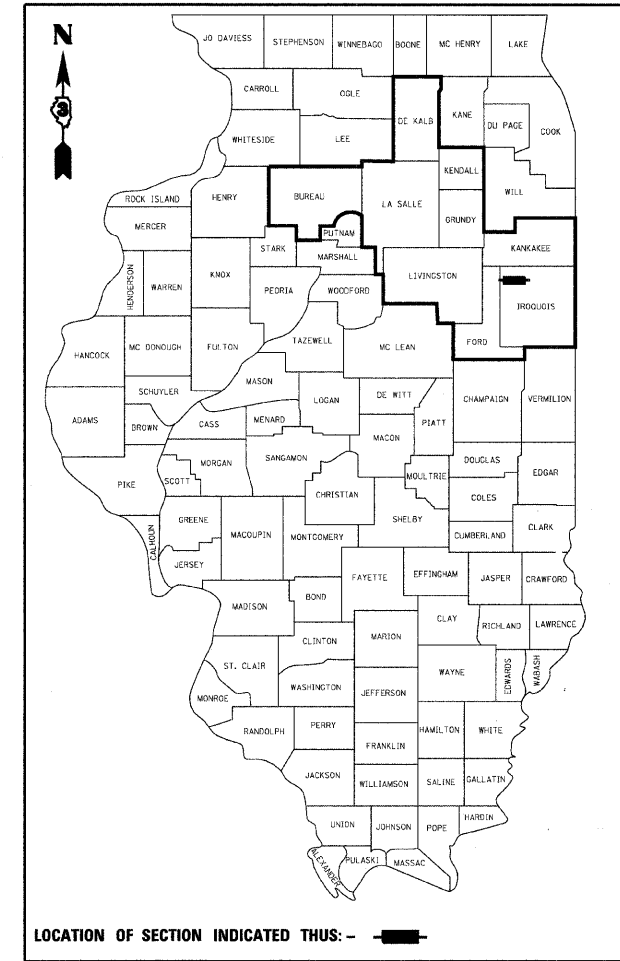 N
3
JO DAVIESS
STEPHENSON
WINNEBAGO
BOONE
MC HENRY
LAKE
CARROLL
OGLE
DE KALB
KANE
DU PAGE
COOK
WHITESIDE
LEE
KENDALL
WILL
ROCK ISLAND
HENRY
BUREAU
LA SALLE
GRUNDY
MERCER
PUTNAM
KANKAKEE
STARK
MARSHALL
LIVINGSTON
HENDERSON
WARREN
KNOX
PEORIA
WOODFORD
IROQUOIS
FORD
HANCOCK
MC DONOUGH
FULTON
TAZEWELL
MC LEAN
SCHUYLER
MASON
LOGAN
DE WITT
CHAMPAIGN
VERMILION
ADAMS
BROWN
CASS
MENARD
PIATT
MACON
PIKE
SCOTT
MORGAN
SANGAMON
MOULTRIE
DOUGLAS
EDGAR
CHRISTIAN
COLES
CALHOUN
GREENE
MACOUPIN
MONTGOMERY
SHELBY
CUMBERLAND
CLARK
JERSEY
FAYETTE
EFFINGHAM
JASPER
CRAWFORD
MADISON
BOND
CLAY
RICHLAND
LAWRENCE
CLINTON
MARION
ST. CLAIR
WAYNE
EDWARDS
WABASH
MONROE
WASHINGTON
JEFFERSON
RANDOLPH
PERRY
HAMILTON
WHITE
FRANKLIN
JACKSON
WILLIAMSON
SALINE
GALLATIN
UNION
JOHNSON
POPE
HARDIN
ALEXANDER
PULASKI
MASSAC
LOCATION OF SECTION INDICATED THUS: -